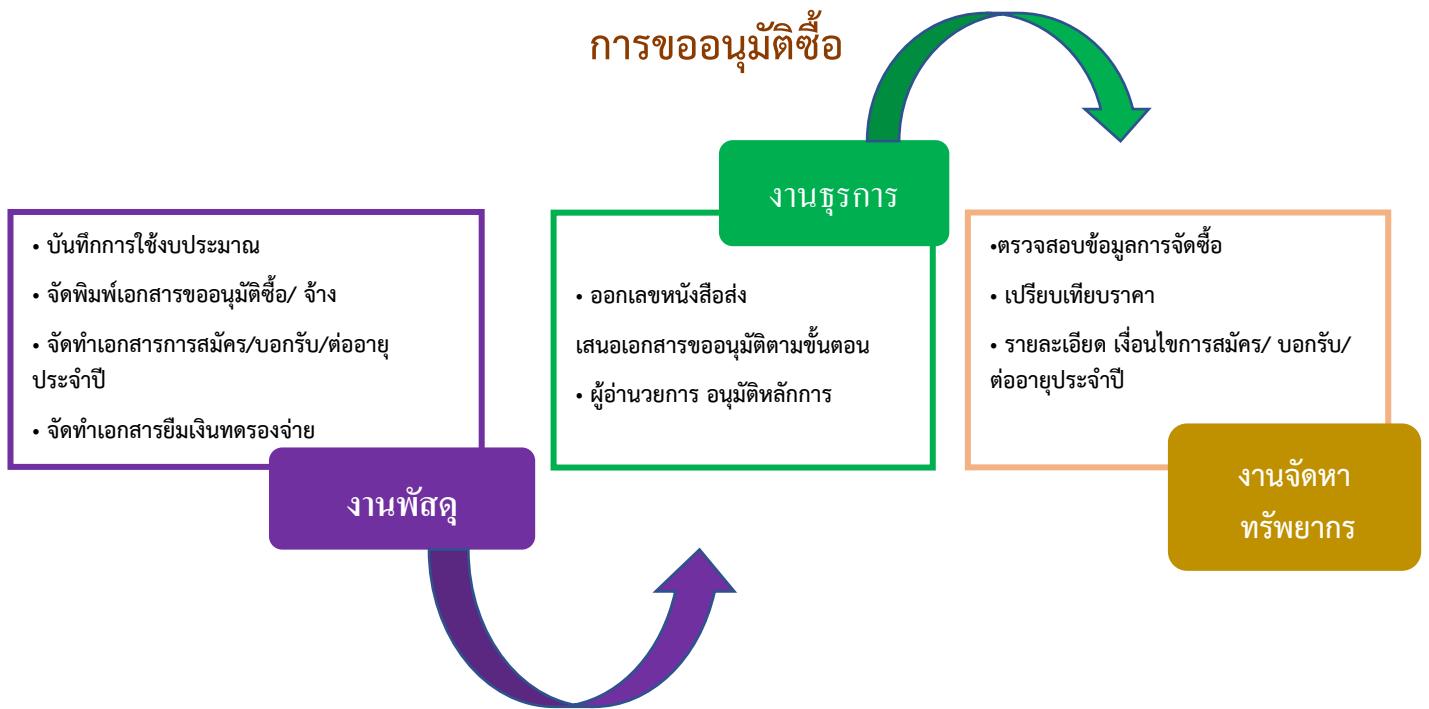 การขออนุมัติซื้อ
• บันทึกการใช้งบประมาณ
• จัดพิมพ์เอกสารขออนุมัติซื้อ/ จ้าง
• จัดทำเอกสารการสมัคร/บอกรับ/ต่ออายุ
ประจำปี
• จัดทำเอกสารยืมเงินทดรองจ่าย
งานพัสดุ
งานธุรการ
• ออกเลขหนังสือส่ง
เสนอเอกสารขออนุมัติตามขั้นตอน
• ผู้อำนวยการ อนุมัติหลักการ
•ตรวจสอบข้อมูลการจัดซื้อ
• เปรียบเทียบราคา
• รายละเอียด เงื่อนไขการสมัคร/ บอกรับ/
ต่ออายุประจำปี
งานจัดหา
ทรัพยากร